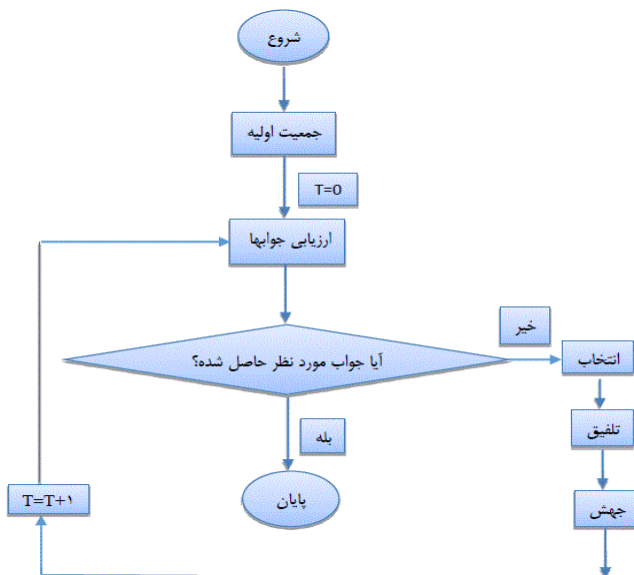 شروع
جمعیت اولیه
T=0
ارزیابی جوابها
آیا جواب مورد نظر حاصل شده؟
خیر
انتخاب
تلفیق
جهش
بله
پایان
T=T+۱